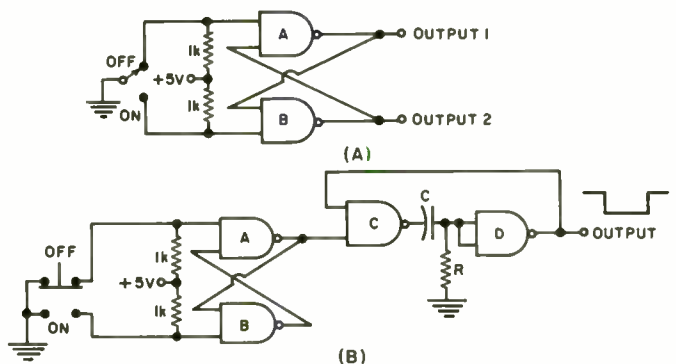 OFF
ON
+5V
1k
1k
A
B
OUTPUT 1
OUTPUT 2
(A)
OFF
ON
+5V
1k
1k
A
B
C
C
R
D
OUTPUT
(B)